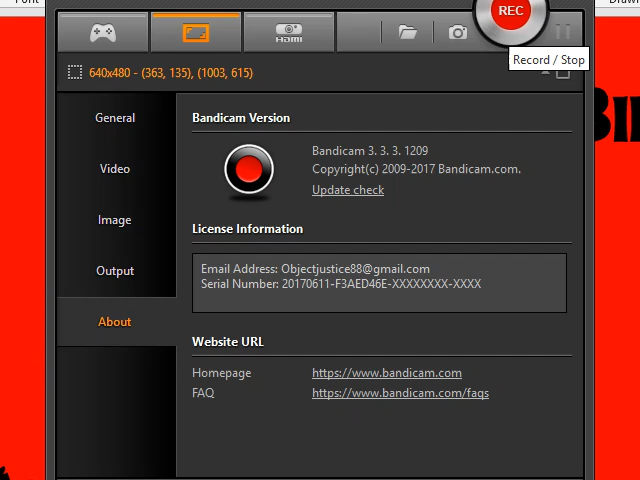 REC
HDMI
Record / Stop
640x480 - (363, 135), (1003, 615)
General
Video
Image
Output
About
Bandicam Version
Bandicam 3. 3. 3. 1209
Copyright(c) 2009-2017 Bandicam.com.
Update check
License Information
Email Address: Objectjustice88@gmail.com
Serial Number: 20170611-F3AED46E-XXXXXXXX-XXXX
Website URL
Homepage https://www.bandicam.com
FAQ https://www.bandicam.com/faqs